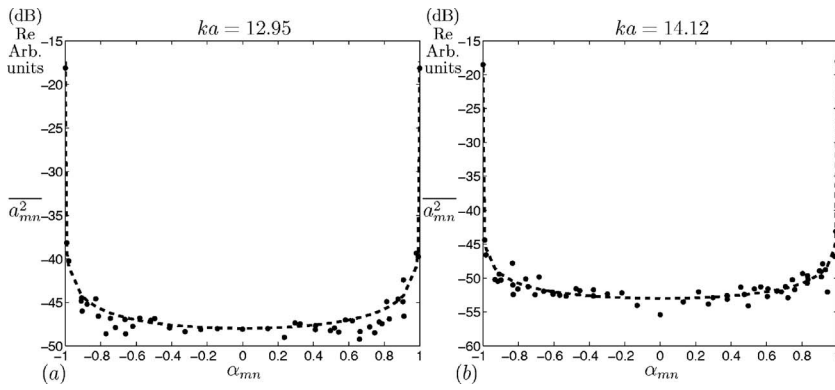 (dB)
Re
Arb.
units
ka = 12.95
−15
−20
−25
−30
−35
−40
−45
−50
a²mn
−1 −0.8 −0.6 −0.4 −0.2 0 0.2 0.4 0.6 0.8 1
(a)
αmn
(dB)
Re
Arb.
units
ka = 14.12
−15
−20
−25
−30
−35
−40
−45
−50
−55
−60
a²mn
−1 −0.8 −0.6 −0.4 −0.2 0 0.2 0.4 0.6 0.8
(b)
αmn